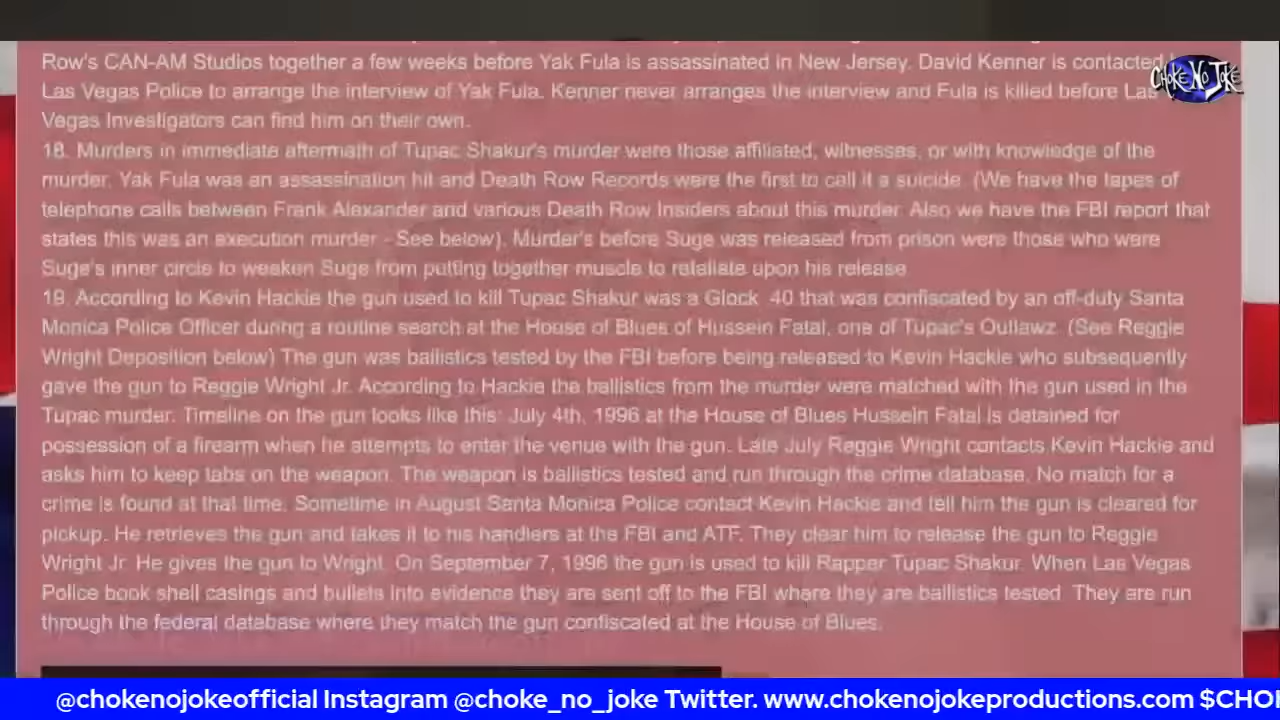 Row's CAN-AM Studios together a few weeks before Yak Fula is assassinated in New Jersey. David Kenner is contacted
CHOKE NO JOKE
Las Vegas Police to arrange the interview of Yak Fula. Kenner never arranges the interview and Fula is killed before Las
Vegas Investigators can find him on their own.
18. Murders in immediate aftermath of Tupac Shakur's murder were those affiliated, witnesses, or with knowledge of the
murder. Yak Fula was an assassination hit and Death Row Records were the first to call it a suicide. (We have the tapes of
telephone calls between Frank Alexander and various Death Row Insiders about this murder. Also we have the FBI report that
states this was an execution murder - See below). Murder's before Suge was released from prison were those who were
Suge's inner circle to weaken Suge from putting together muscle to retaliate upon his release
19. According to Kevin Hackie the gun used to kill Tupac Shakur was a Glock .40 that was confiscated by an off-duty Santa
Monica Police Officer during a routine search at the House of Blues of Hussein Fatal, one of Tupac's Outlawz. (See Reggie
Wright Deposition below) The gun was ballistics tested by the FBI before being released to Kevin Hackie who subsequently
gave the gun to Reggie Wright Jr. According to Hackie the ballistics from the murder were matched with the gun used in the
Tupac murder. Timeline on the gun looks like this: July 4th, 1996 at the House of Blues Hussein Fatal is detained for
possession of a firearm when he attempts to enter the venue with the gun. Late July Reggie Wright contacts Kevin Hackie and
asks him to keep tabs on the weapon. The weapon is ballistics tested and run through the crime database. No match for a
crime is found at that time. Sometime in August Santa Monica Police contact Kevin Hackie and tell him the gun is cleared for
pickup. He retrieves the gun and takes it to his handlers at the FBI and ATF. They clear him to release the gun to Reggie
Wright Jr. He gives the gun to Wright. On September 7, 1996 the gun is used to kill Rapper Tupac Shakur. When Las Vegas
Police book shell casings and bullets into evidence they are sent off to the FBI where they are ballistics tested. They are run
through the federal database where they match the gun confiscated at the House of Blues.
@chokenojokeofficial Instagram @choke_no_joke Twitter. www.chokenojokeproductions.com $CHO